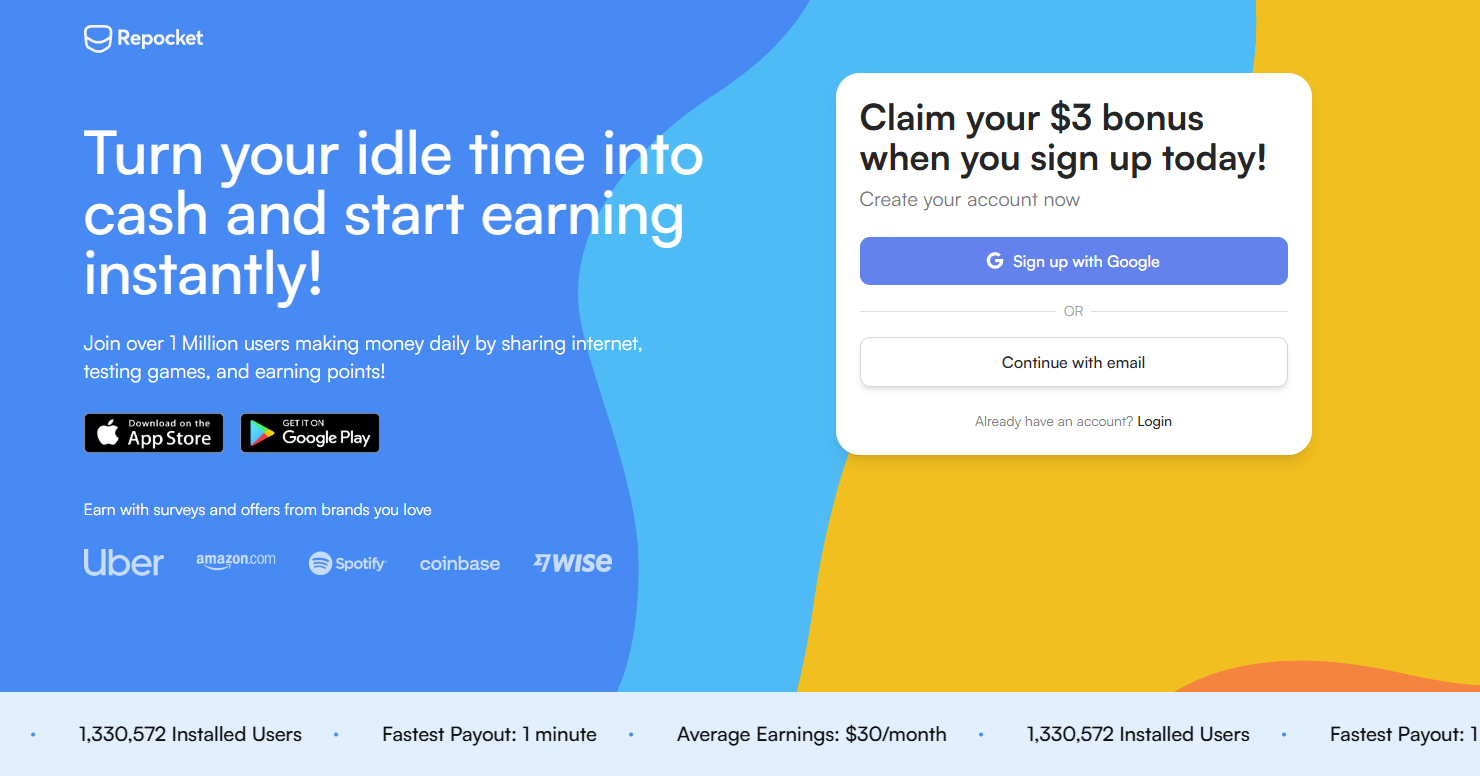 Repocket
Turn your idle time into
cash and start earning
instantly!
Join over 1 Million users making money daily by sharing internet,
testing games, and earning points!
Download on the
App Store
GET IT ON
Google Play
Earn with surveys and offers from brands you love
Uber
amazon.com
Spotify
coinbase
WISE
Claim your $3 bonus
when you sign up today!
Create your account now
Sign up with Google
OR
Continue with email
Already have an account? Login
1,330,572 Installed Users • Fastest Payout: 1 minute • Average Earnings: $30/month • 1,330,572 Installed Users • Fastest Payout: 1